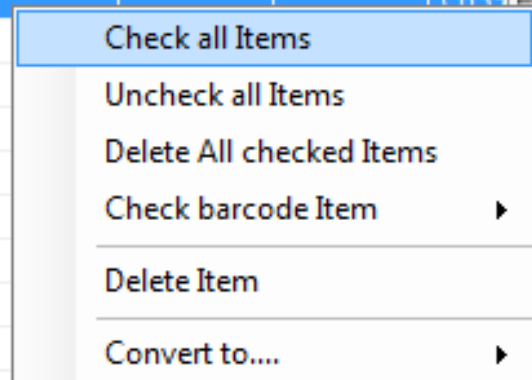 Check all Items
Uncheck all Items
Delete All checked Items
Check barcode Item
Delete Item
Convert to....